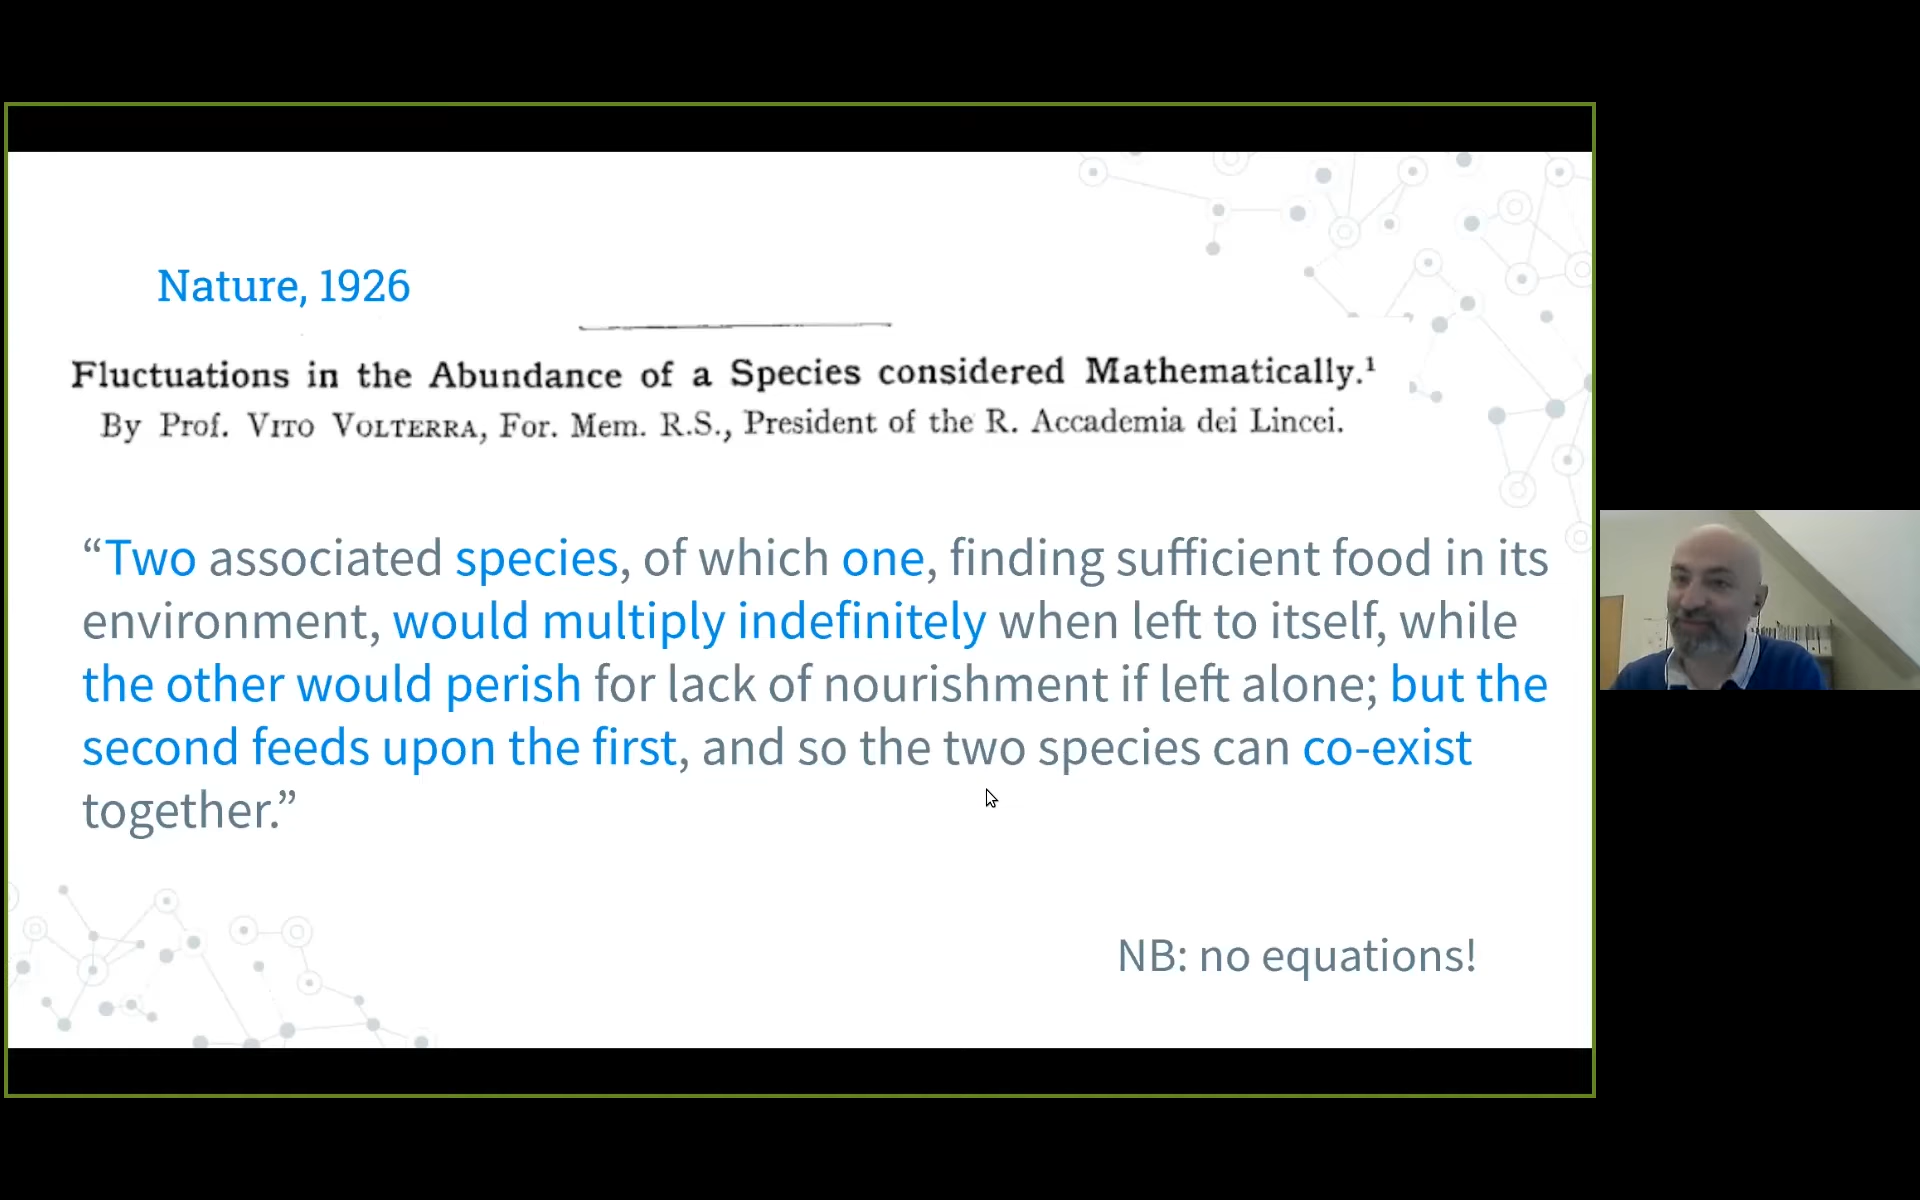 Nature, 1926
Fluctuations in the Abundance of a Species considered Mathematically.¹
By Prof. VITO VOLTERRA, For. Mem. R.S., President of the R. Accademia dei Lincei.
“Two associated species, of which one, finding sufficient food in its
environment, would multiply indefinitely when left to itself, while
the other would perish for lack of nourishment if left alone; but the
second feeds upon the first, and so the two species can co-exist
together.”
NB: no equations!